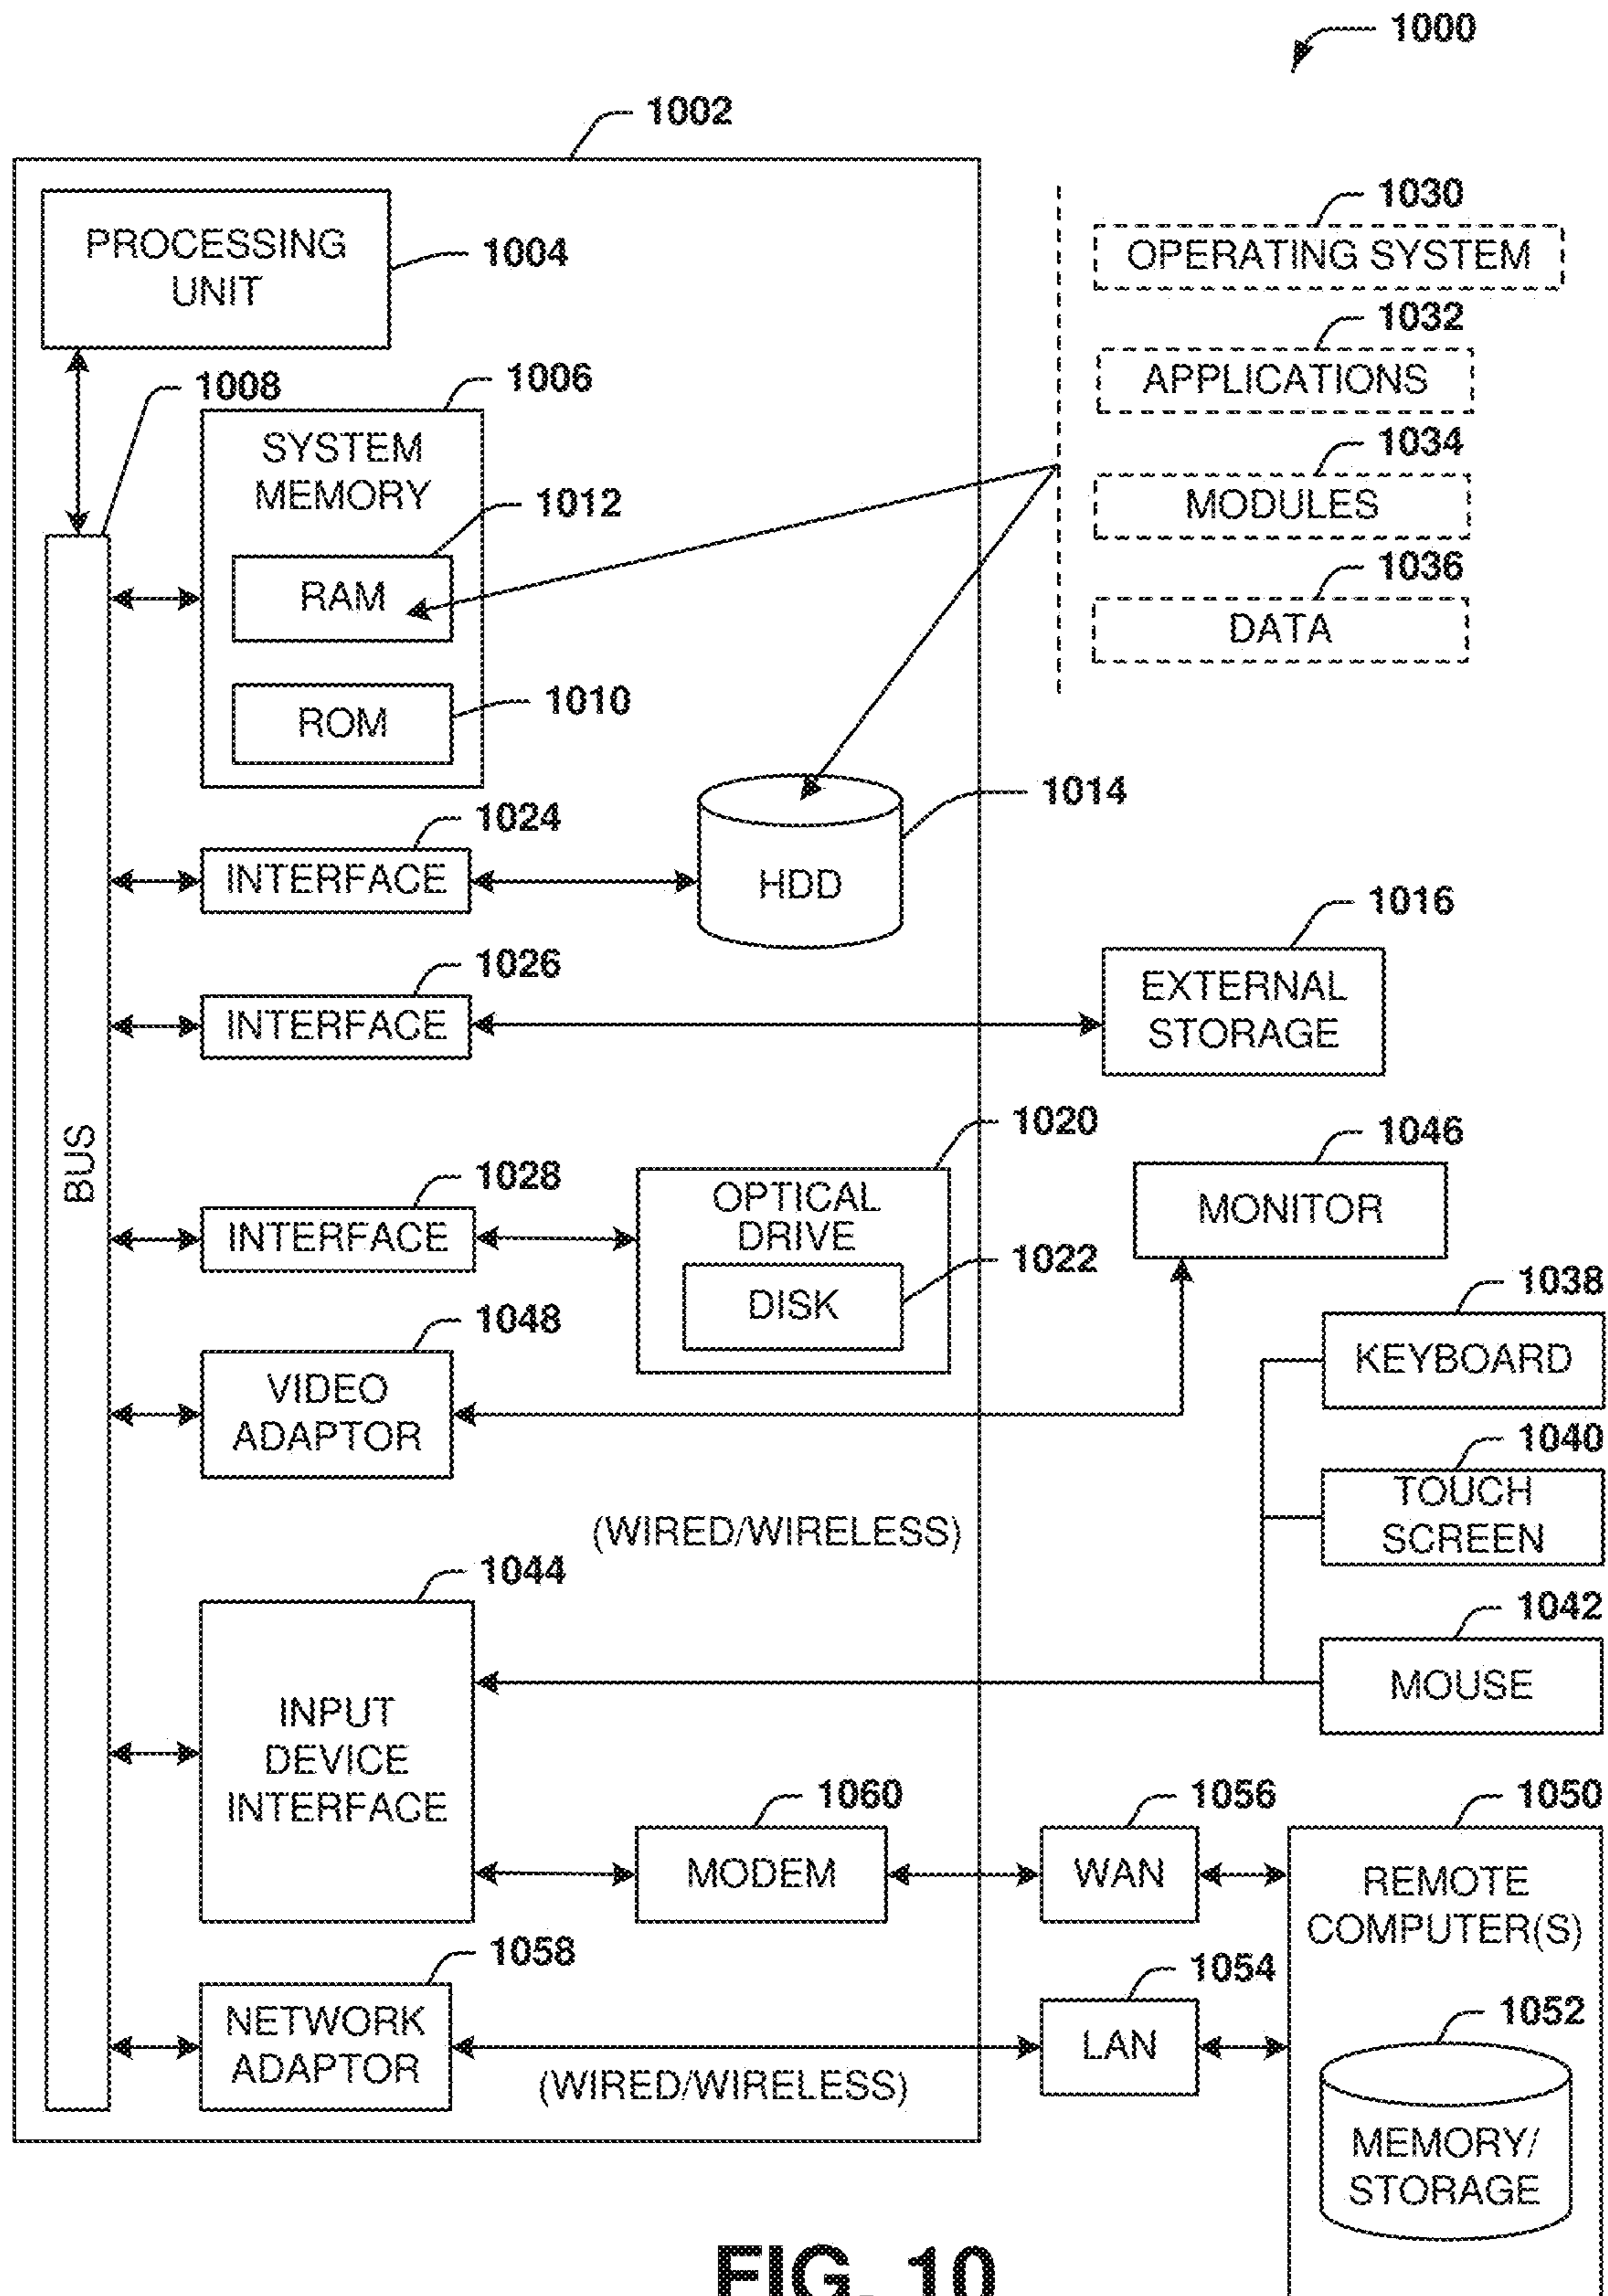 1000
1002
PROCESSING
UNIT
1004
1030
OPERATING SYSTEM
1032
APPLICATIONS
1034
MODULES
1036
DATA
1008
1006
SYSTEM
MEMORY
1012
RAM
ROM
1010
1024
INTERFACE
HDD
1014
1026
INTERFACE
1016
EXTERNAL
STORAGE
BUS
1028
INTERFACE
1020
OPTICAL
DRIVE
1022
DISK
1046
MONITOR
1048
VIDEO
ADAPTOR
1038
KEYBOARD
1040
TOUCH
SCREEN
(WIRED/WIRELESS)
1044
INPUT
DEVICE
INTERFACE
1042
MOUSE
1060
MODEM
1056
WAN
1050
REMOTE
COMPUTER(S)
1058
NETWORK
ADAPTOR
(WIRED/WIRELESS)
1054
LAN
1052
MEMORY/
STORAGE
FIG. 10